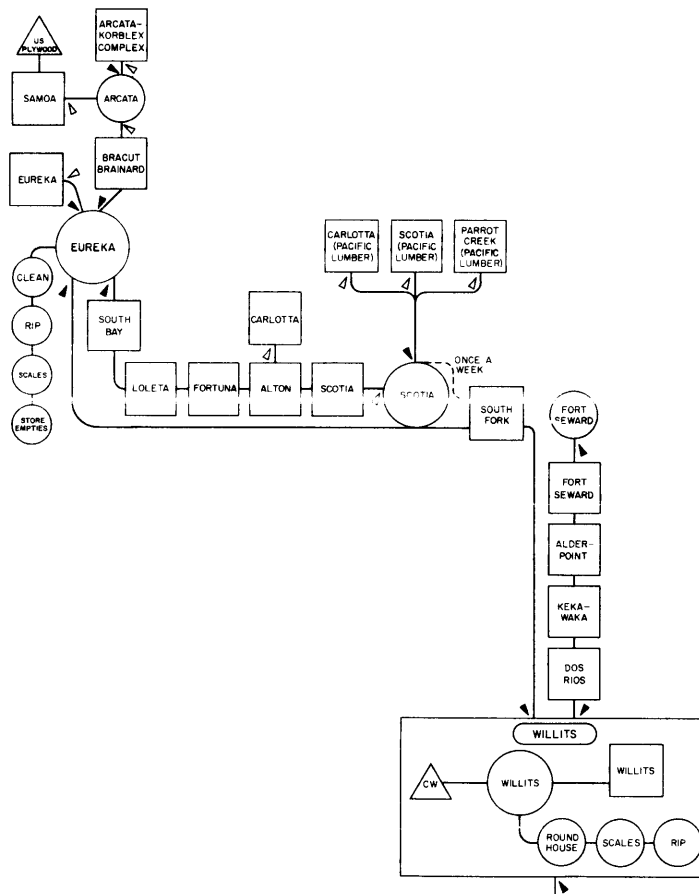 US
PLYWOOD
ARCATA-
KORBLEX
COMPLEX
SAMOA
ARCATA
BRACUT
BRAINARD
EUREKA
EUREKA
CLEAN
RIP
SCALES
STORE
EMPTIES
SOUTH
BAY
LOLETA
FORTUNA
CARLOTTA
ALTON
SCOTIA
CARLOTTA
(PACIFIC
LUMBER)
SCOTIA
(PACIFIC
LUMBER)
PARROT
CREEK
(PACIFIC
LUMBER)
ONCE A
WEEK
SCOTIA
SOUTH
FORK
FORT
SEWARD
FORT
SEWARD
ALDER-
POINT
KEKA-
WAKA
DOS
RIOS
WILLITS
CW
WILLITS
WILLITS
ROUND
HOUSE
SCALES
RIP